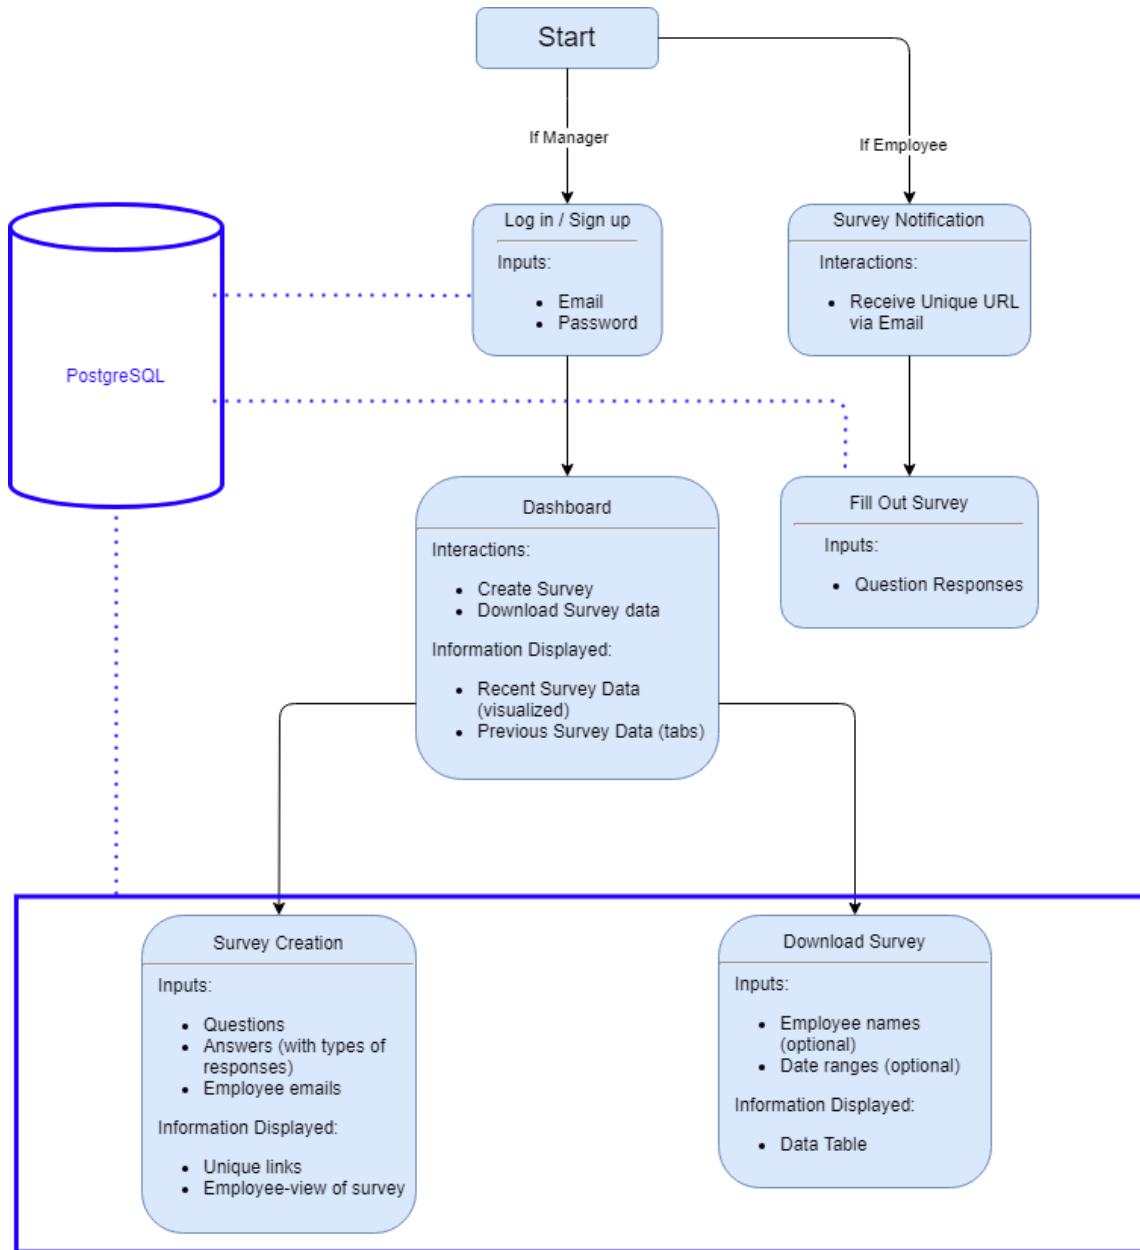 Start
If Manager
If Employee
Log in / Sign up
Inputs:
Email
Password
Survey Notification
Interactions:
Receive Unique URL
via Email
PostgreSQL
Dashboard
Interactions:
Create Survey
Download Survey data
Information Displayed:
Recent Survey Data
(visualized)
Previous Survey Data (tabs)
Fill Out Survey
Inputs:
Question Responses
Survey Creation
Inputs:
Questions
Answers (with types of
responses)
Employee emails
Information Displayed:
Unique links
Employee-view of survey
Download Survey
Inputs:
Employee names
(optional)
Date ranges (optional)
Information Displayed:
Data Table